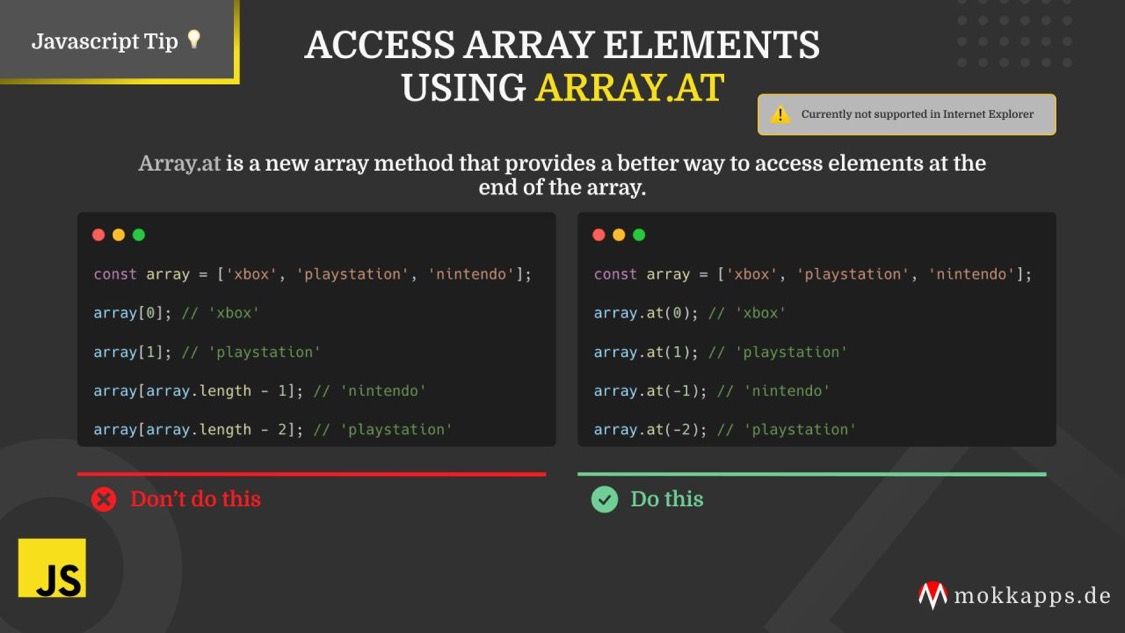 Javascript Tip 💡
ACCESS ARRAY ELEMENTS
USING ARRAY.AT
⚠️ Currently not supported in Internet Explorer
Array.at is a new array method that provides a better way to access elements at the
end of the array.
const array = ['xbox', 'playstation', 'nintendo'];
array[0]; // 'xbox'
array[1]; // 'playstation'
array[array.length - 1]; // 'nintendo'
array[array.length - 2]; // 'playstation'
Don't do this
const array = ['xbox', 'playstation', 'nintendo'];
array.at(0); // 'xbox'
array.at(1); // 'playstation'
array.at(-1); // 'nintendo'
array.at(-2); // 'playstation'
Do this
JS
mokkapps.de